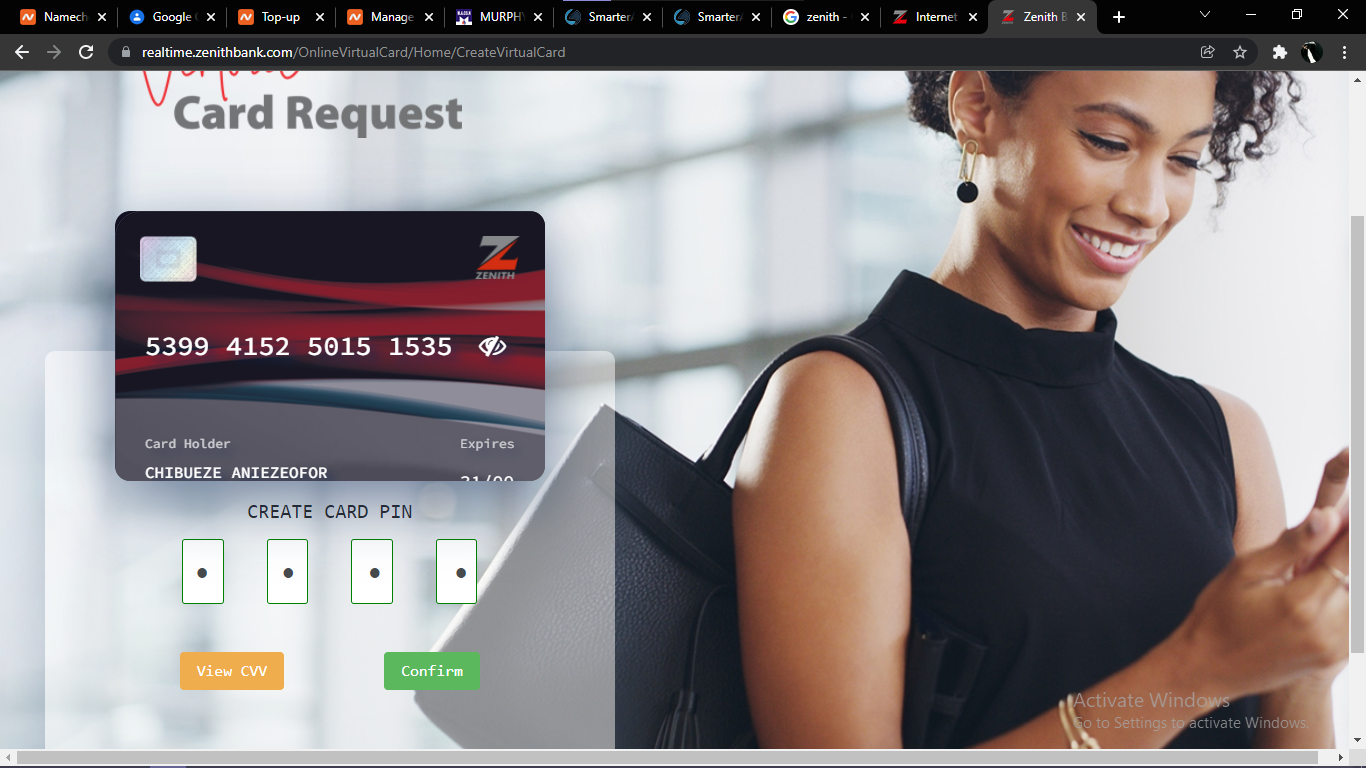 Namech
Google
Top-up
Manage
MURPHY
Smarter
Smarter
zenith -
Internet
Zenith B
realtime.zenithbank.com/OnlineVirtualCard/Home/CreateVirtualCard
Card Request
ZENITH
5399 4152 5015 1535
Card Holder
Expires
CHIBUEZE ANIEZEOFOR
CREATE CARD PIN
View CVV
Confirm
Activate Windows
Go to Settings to activate Windows.